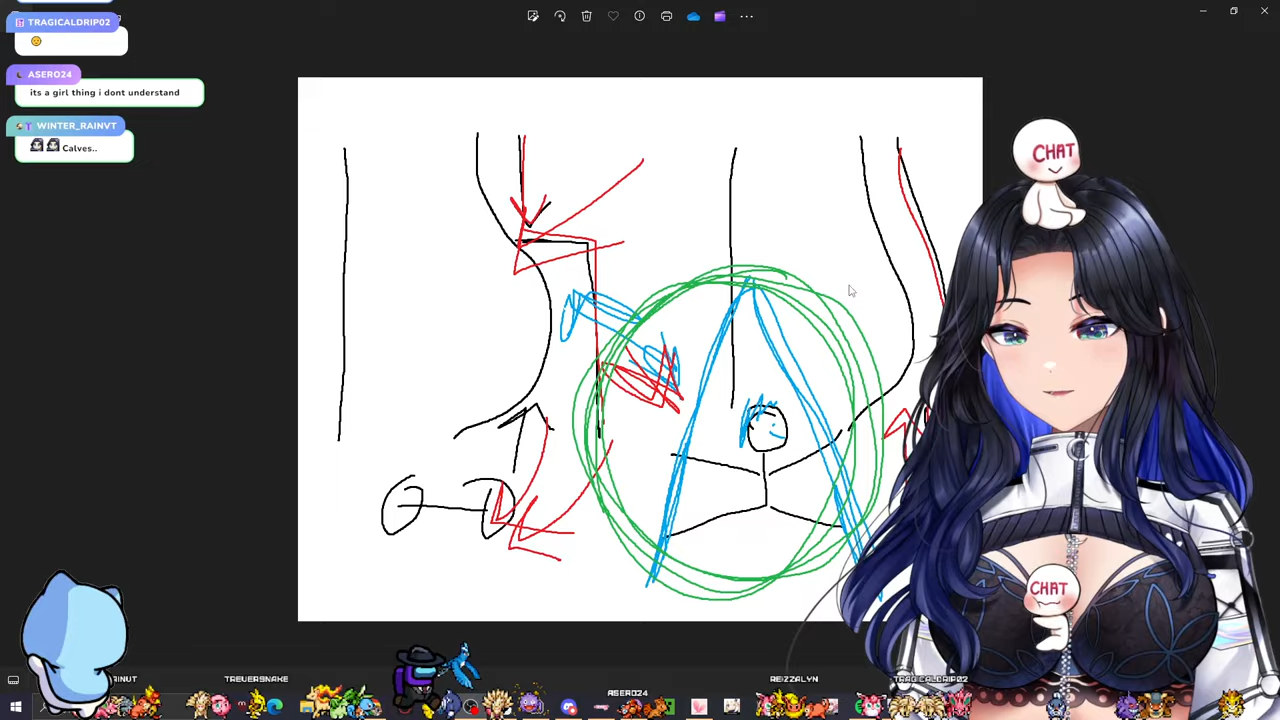 TRAGICALDRIP02
ASERO24
its a girl thing i dont understand
WINTER_RAINVT
Calves..
CHAT
CHAT
TREUERSNAKE
ASERO24
REIZZALYN
TRAGICALDRIP02